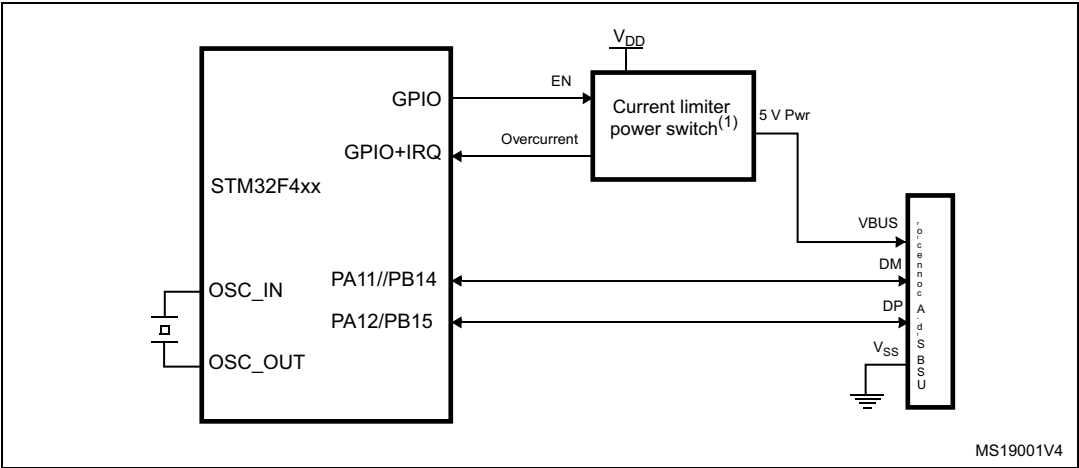 V_DD
EN
GPIO
Current limiter
power switch(1)
5 V Pwr
Overcurrent
GPIO+IRQ
STM32F4xx
VBUS
DM
PA11//PB14
OSC_IN
DP
PA12/PB15
V_SS
OSC_OUT
MS19001V4